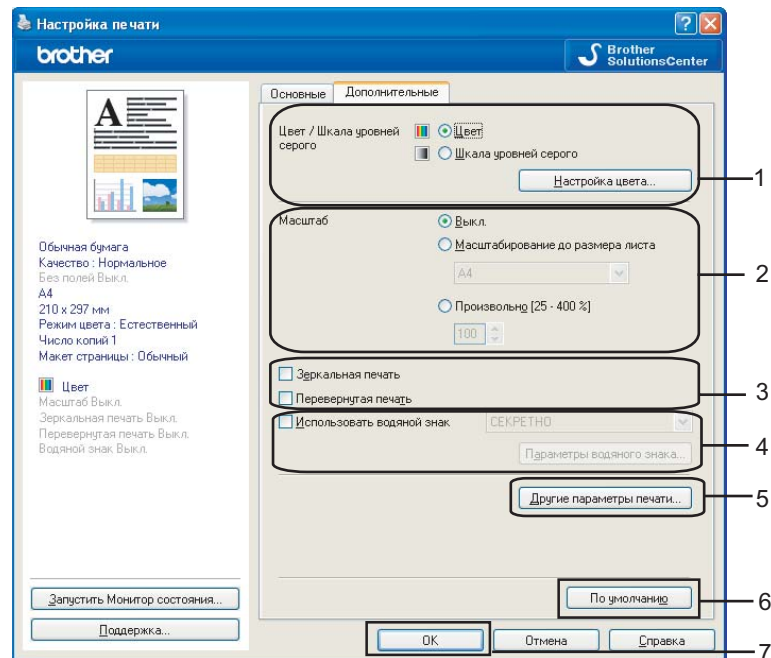 Настройка печати
brother
Brother SolutionsCenter
Основные Дополнительные
Цвет / Шкала уровней серого
Цвет
Шкала уровней серого
Настройка цвета...
1
Масштаб
Выкл.
Масштабирование до размера листа
A4
Произвольно [25 - 400 %]
100
2
Зеркальная печать
Перевернутая печать
3
Использовать водяной знак
СЕКРЕТНО
Параметры водяного знака...
4
Другие параметры печати...
5
По умолчанию
6
A
Обычная бумага
Качество : Нормальное
Без полей Выкл.
A4
210 x 297 мм
Режим цвета : Естественный
Число копий 1
Макет страницы : Обычный
Цвет
Масштаб Выкл.
Зеркальная печать Выкл.
Перевернутая печать Выкл.
Водяной знак Выкл.
Запустить Монитор состояния...
Поддержка...
OK
Отмена
Справка
7